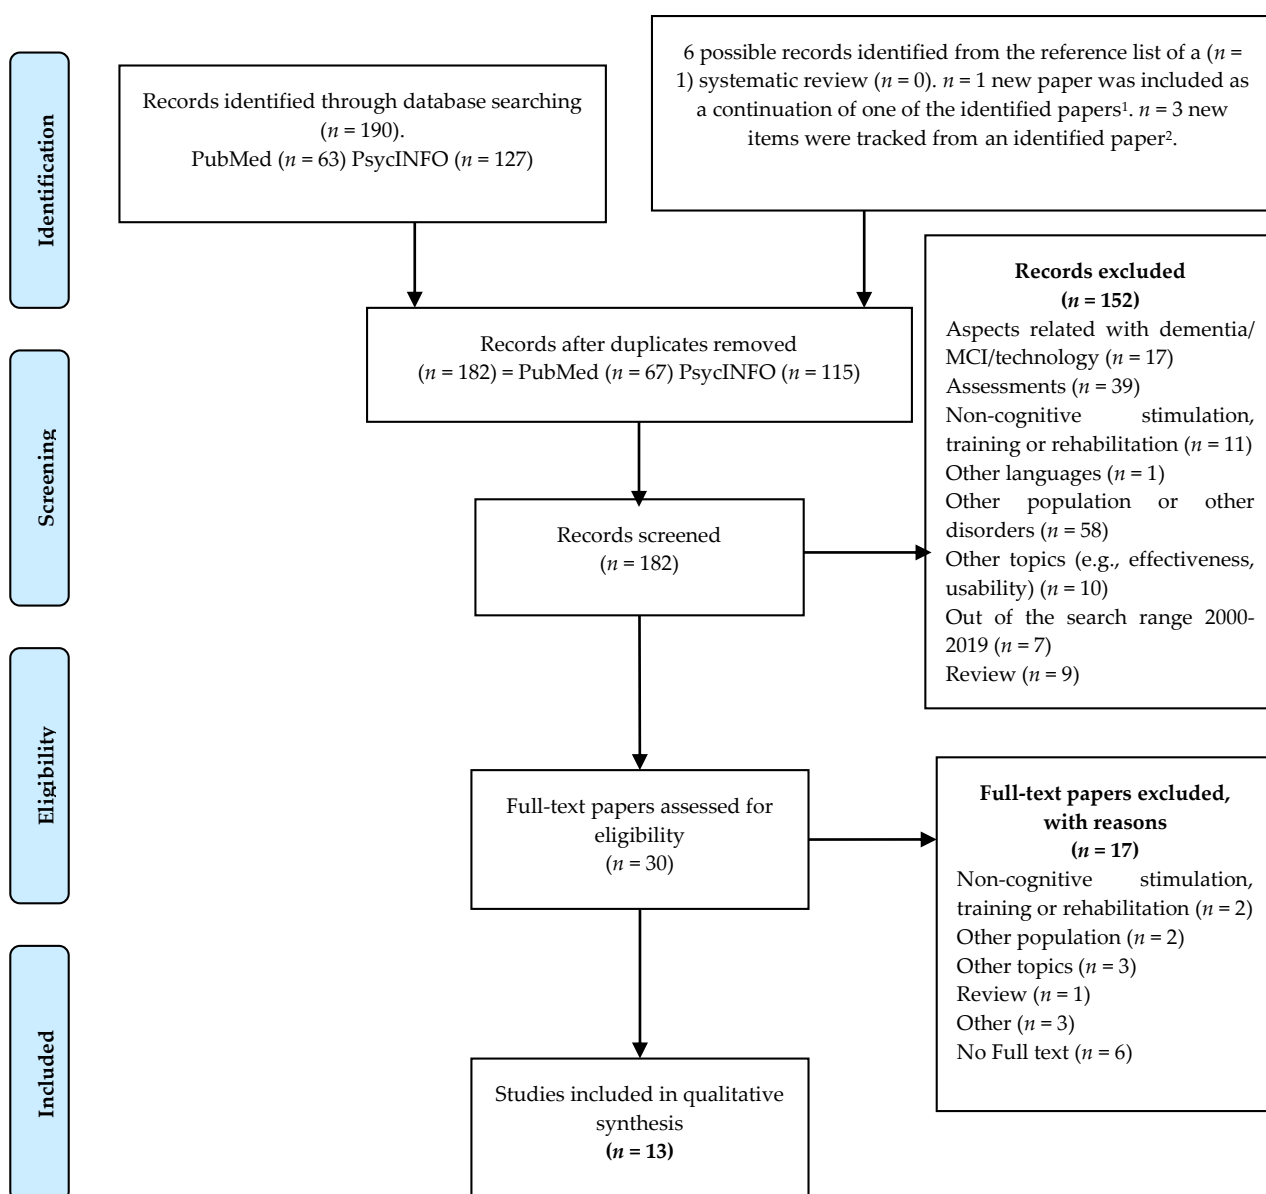 Identification
Records identified through database searching
(n = 190).
PubMed (n = 63) PsycINFO (n = 127)
6 possible records identified from the reference list of a (n =
1) systematic review (n = 0). n = 1 new paper was included as
a continuation of one of the identified papers¹. n = 3 new
items were tracked from an identified paper².
Records after duplicates removed
(n = 182) = PubMed (n = 67) PsycINFO (n = 115)
Records excluded
(n = 152)
Aspects related with dementia/
MCI/technology (n = 17)
Assessments (n = 39)
Non-cognitive stimulation,
training or rehabilitation (n = 11)
Other languages (n = 1)
Other population or other
disorders (n = 58)
Other topics (e.g., effectiveness,
usability) (n = 10)
Out of the search range 2000-
2019 (n = 7)
Review (n = 9)
Screening
Records screened
(n = 182)
Eligibility
Full-text papers assessed for
eligibility
(n = 30)
Full-text papers excluded,
with reasons
(n = 17)
Non-cognitive stimulation,
training or rehabilitation (n = 2)
Other population (n = 2)
Other topics (n = 3)
Review (n = 1)
Other (n = 3)
No Full text (n = 6)
Included
Studies included in qualitative
synthesis
(n = 13)